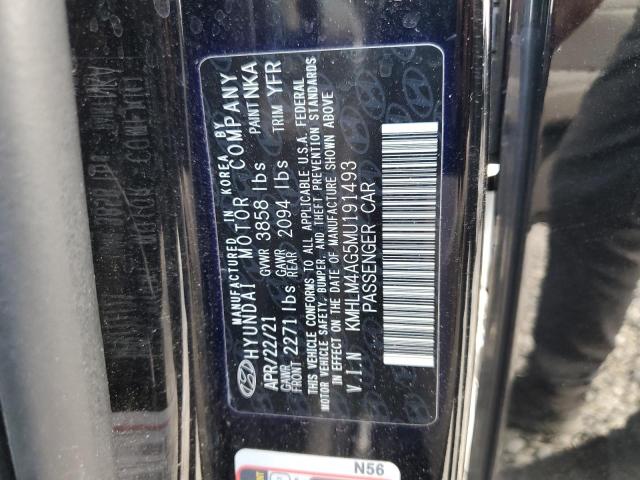 MANUFACTURED IN KOREA BY
HYUNDAI MOTOR COMPANY
APR/22/21 GVWR 3858 lbs PAINT NKA
GAWR FRONT 2271 lbs GAWR REAR 2094 lbs TRIM YFR
THIS VEHICLE CONFORMS TO ALL APPLICABLE U.S.A. FEDERAL
MOTOR VEHICLE SAFETY, BUMPER, AND THEFT PREVENTION STANDARDS
IN EFFECT ON THE DATE OF MANUFACTURE SHOWN ABOVE
V.I.N KMHLM4AG5MU191493
PASSENGER CAR
N56